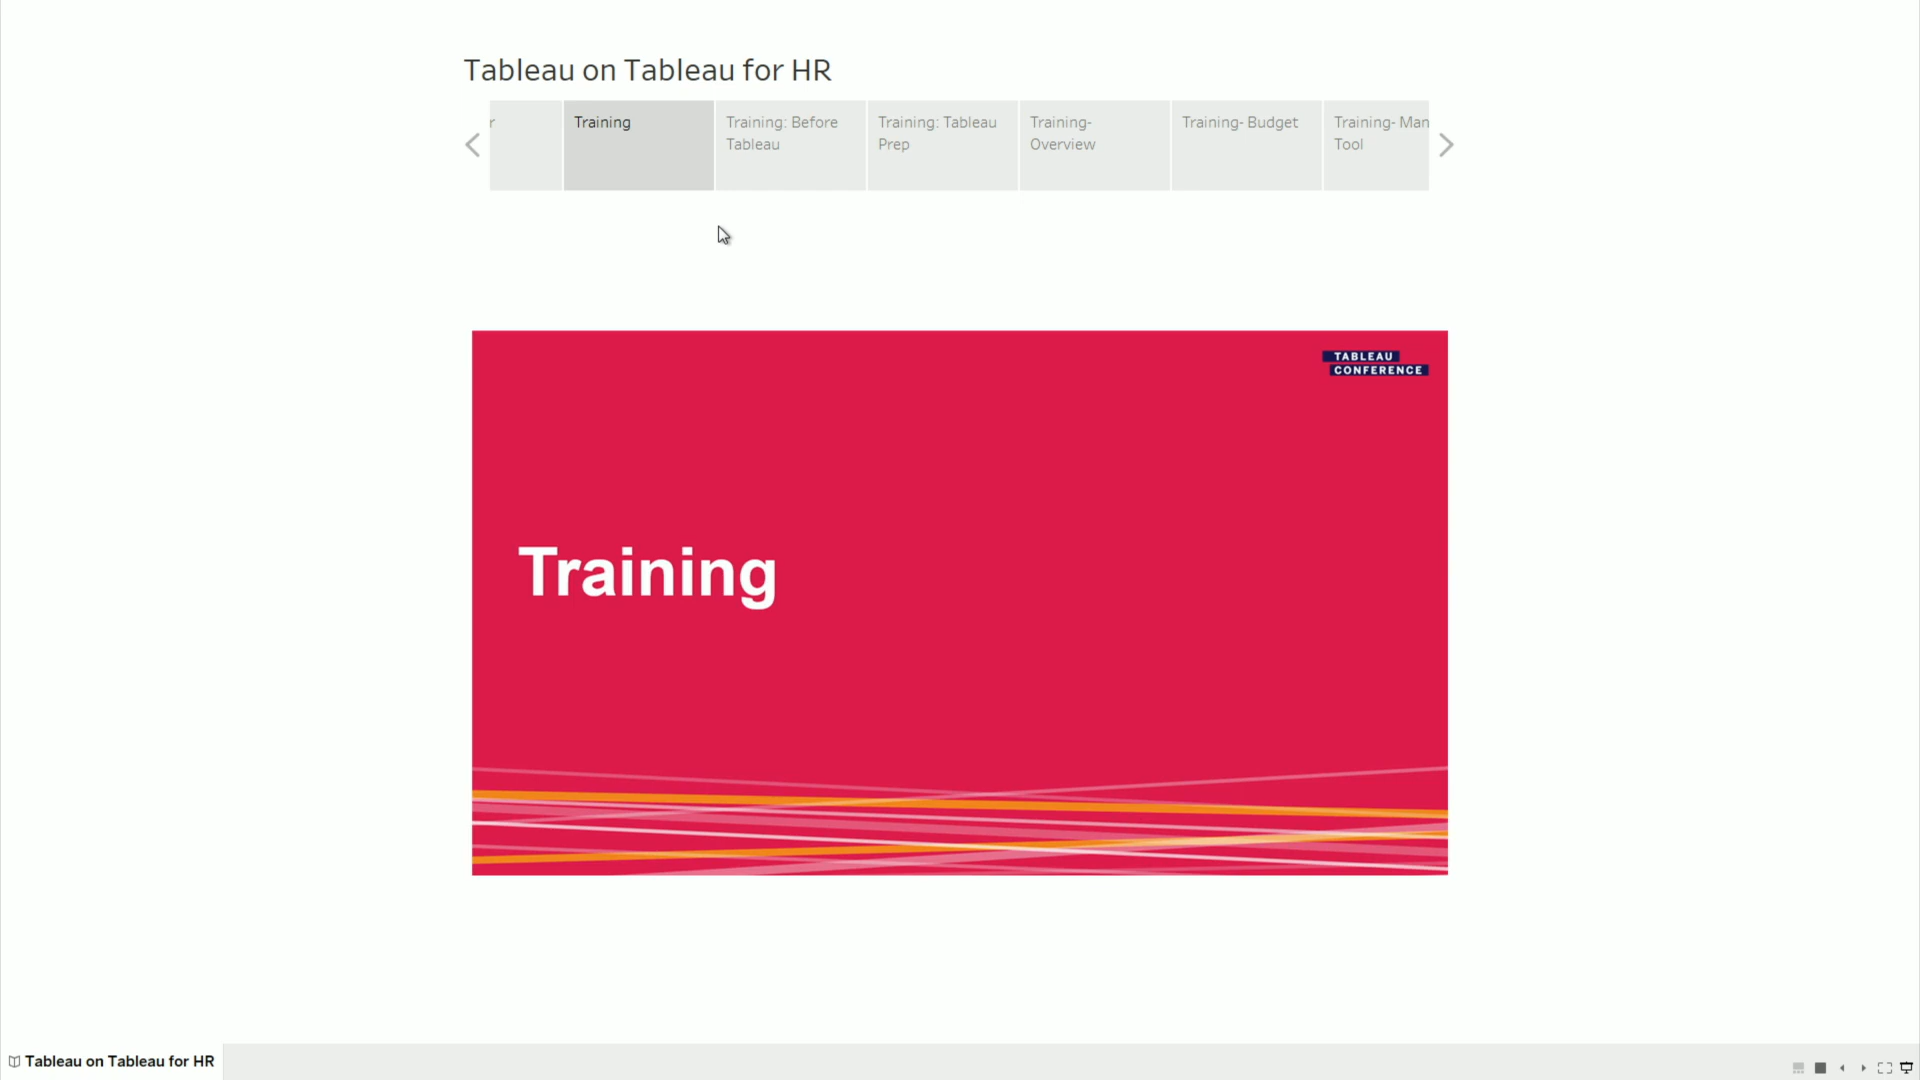 Tableau on Tableau for HR
r
Training
Training: Before
Tableau
Training: Tableau
Prep
Training-
Overview
Training- Budget
Training- Man
Tool
TABLEAU
CONFERENCE
Training
Tableau on Tableau for HR